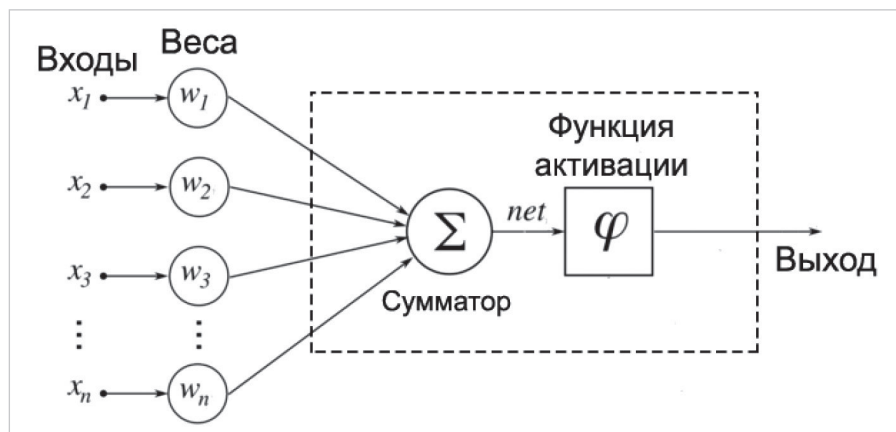 Входы
Веса
x₁
w₁
x₂
w₂
x₃
w₃
⋮
⋮
xₙ
wₙ
Σ
Сумматор
net
Функция
активации
φ
Выход